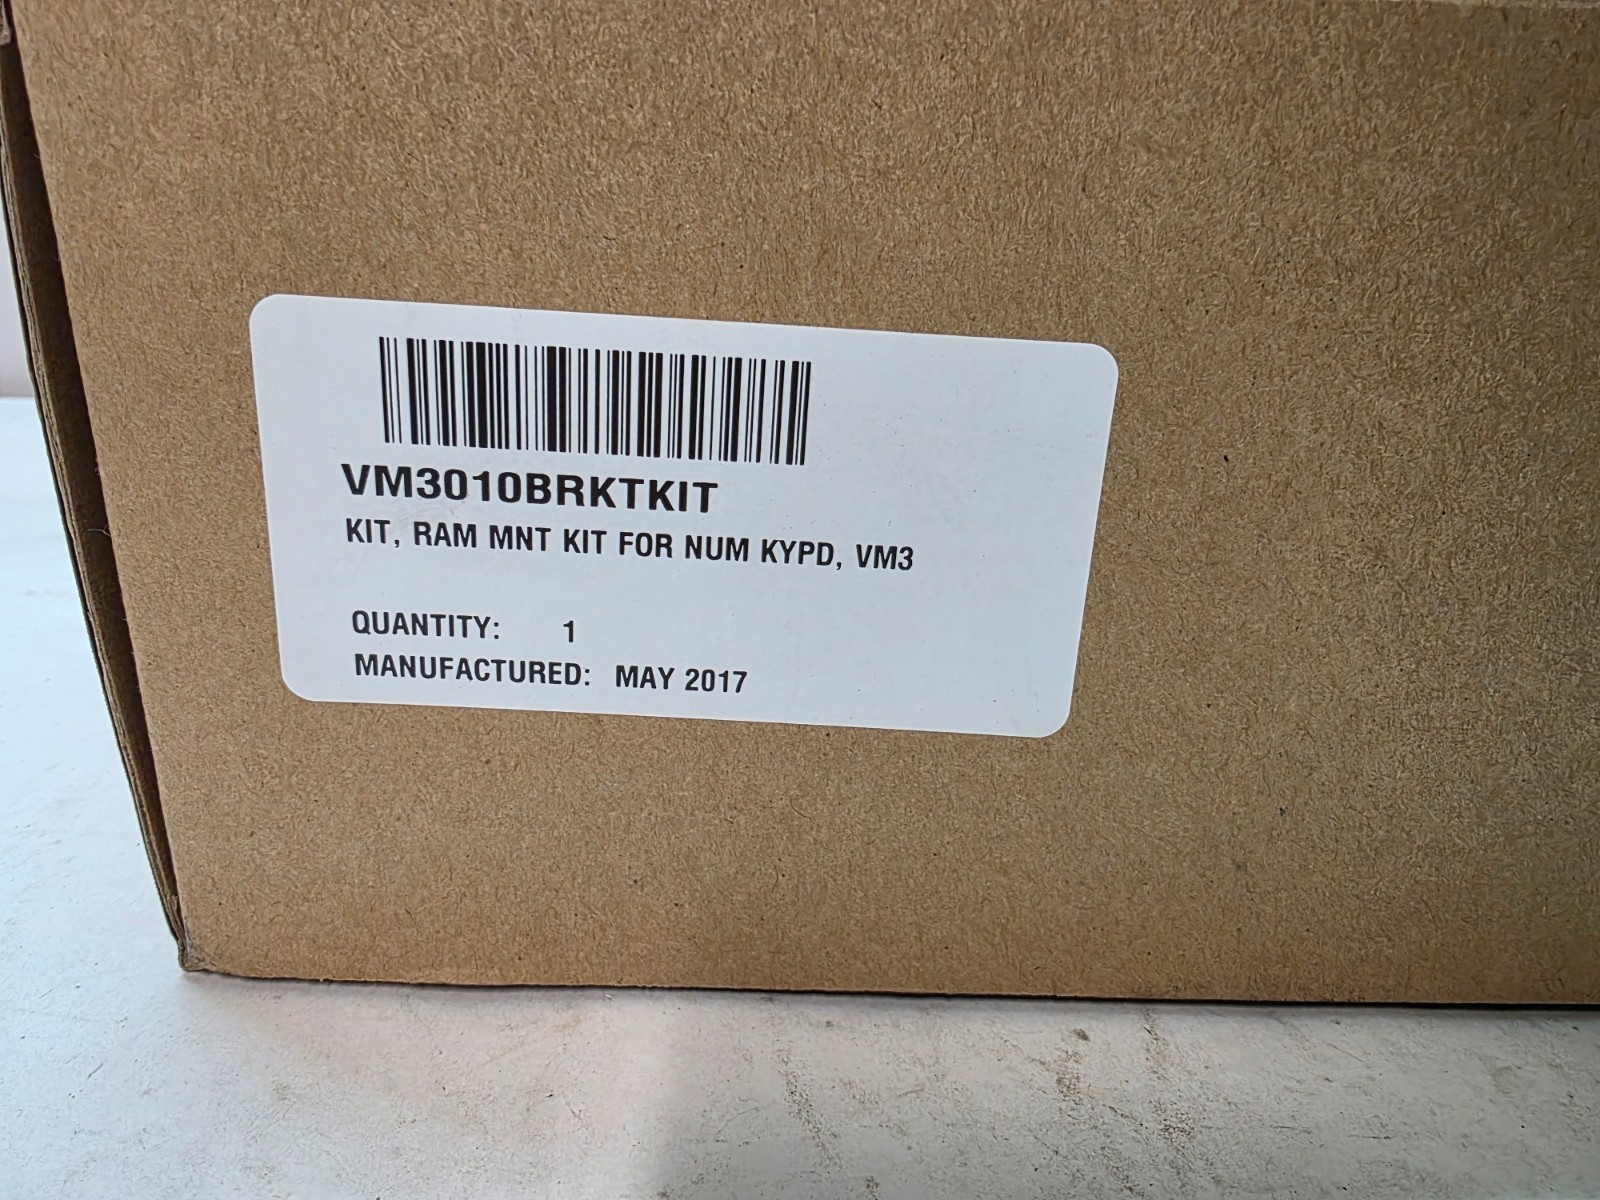 VM3010BRKTKIT
KIT, RAM MNT KIT FOR NUM KYPD, VM3
QUANTITY: 1
MANUFACTURED: MAY 2017